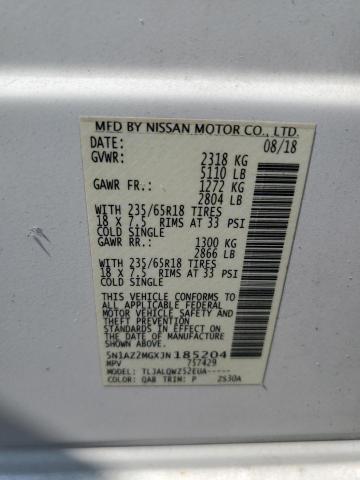 MFD BY NISSAN MOTOR CO., LTD.
DATE: 08/18
GVWR: 2318 KG
5110 LB
GAWR FR.: 1272 KG
2804 LB
WITH 235/65R18 TIRES
18 X 7.5 RIMS AT 33 PSI
COLD SINGLE
GAWR RR.: 1300 KG
2866 LB
WITH 235/65R18 TIRES
18 X 7.5 RIMS AT 33 PSI
COLD SINGLE
THIS VEHICLE CONFORMS TO
ALL APPLICABLE FEDERAL
MOTOR VEHICLE SAFETY
STANDARDS IN EFFECT ON
THE DATE OF MANUFACTURE
SHOWN ABOVE.
5N1AZ2MGXJN185204
MPV 757429
MODEL: TLJALQWZ52EUA-----
COLOR: QAB TRIM: P ZS30A